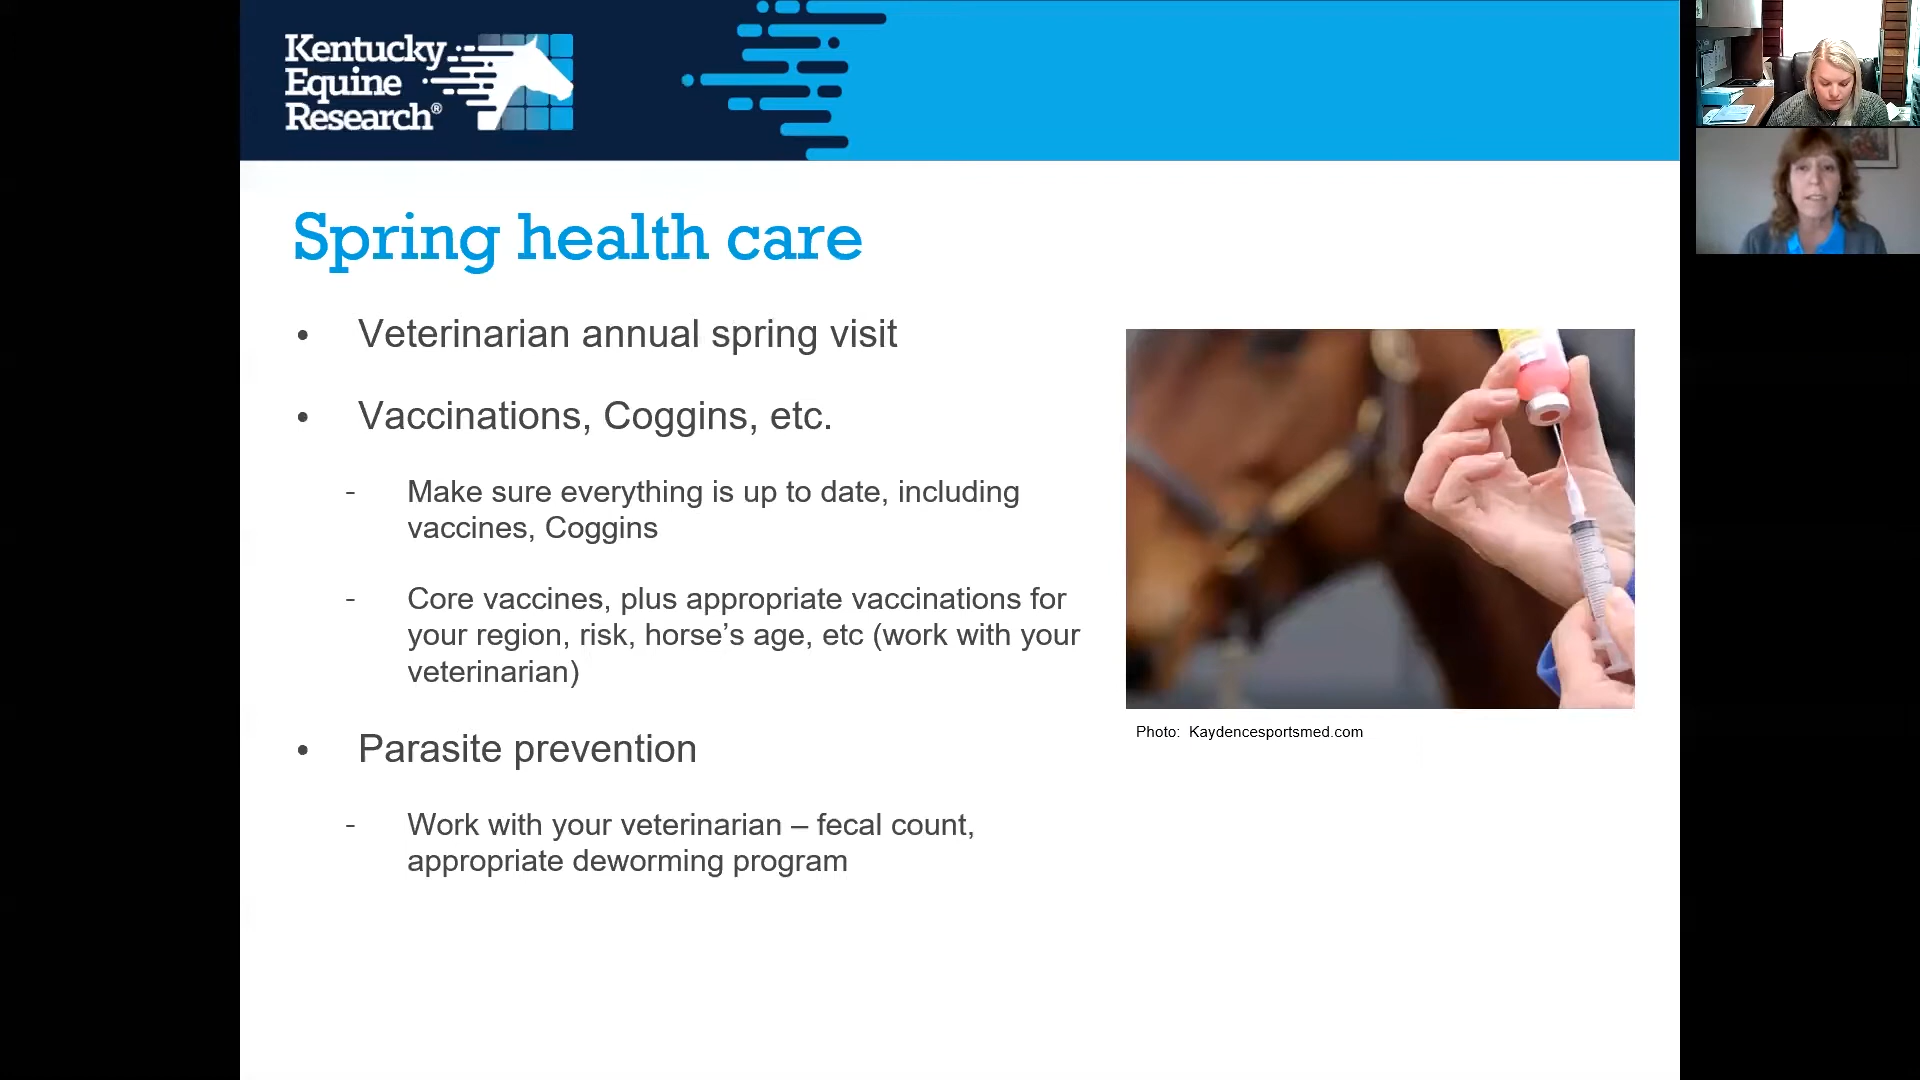 Kentucky
Equine
Research®
Spring health care
• Veterinarian annual spring visit
• Vaccinations, Coggins, etc.
- Make sure everything is up to date, including
vaccines, Coggins
- Core vaccines, plus appropriate vaccinations for
your region, risk, horse’s age, etc (work with your
veterinarian)
• Parasite prevention
- Work with your veterinarian – fecal count,
appropriate deworming program
Photo: Kaydencesportsmed.com